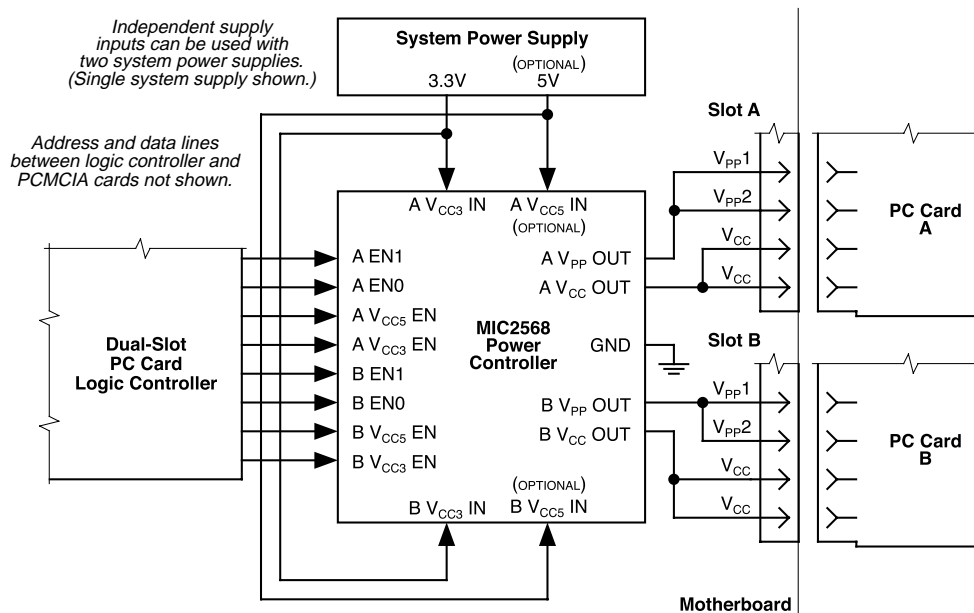 Independent supply
inputs can be used with
two system power supplies.
(Single system supply shown.)
System Power Supply
(OPTIONAL)
3.3V 5V
Address and data lines
between logic controller and
PCMCIA cards not shown.
Slot A
A VCC3 IN A VCC5 IN
(OPTIONAL)
VPP1
VPP2
VCC
VCC
PC Card
A
Dual-Slot
PC Card
Logic Controller
A EN1
A EN0
A VCC5 EN
A VCC3 EN
B EN1
B EN0
B VCC5 EN
B VCC3 EN
MIC2568
Power
Controller
A VPP OUT
A VCC OUT
GND
B VPP OUT
B VCC OUT
(OPTIONAL)
B VCC3 IN B VCC5 IN
Slot B
VPP1
VPP2
VCC
VCC
PC Card
B
Motherboard